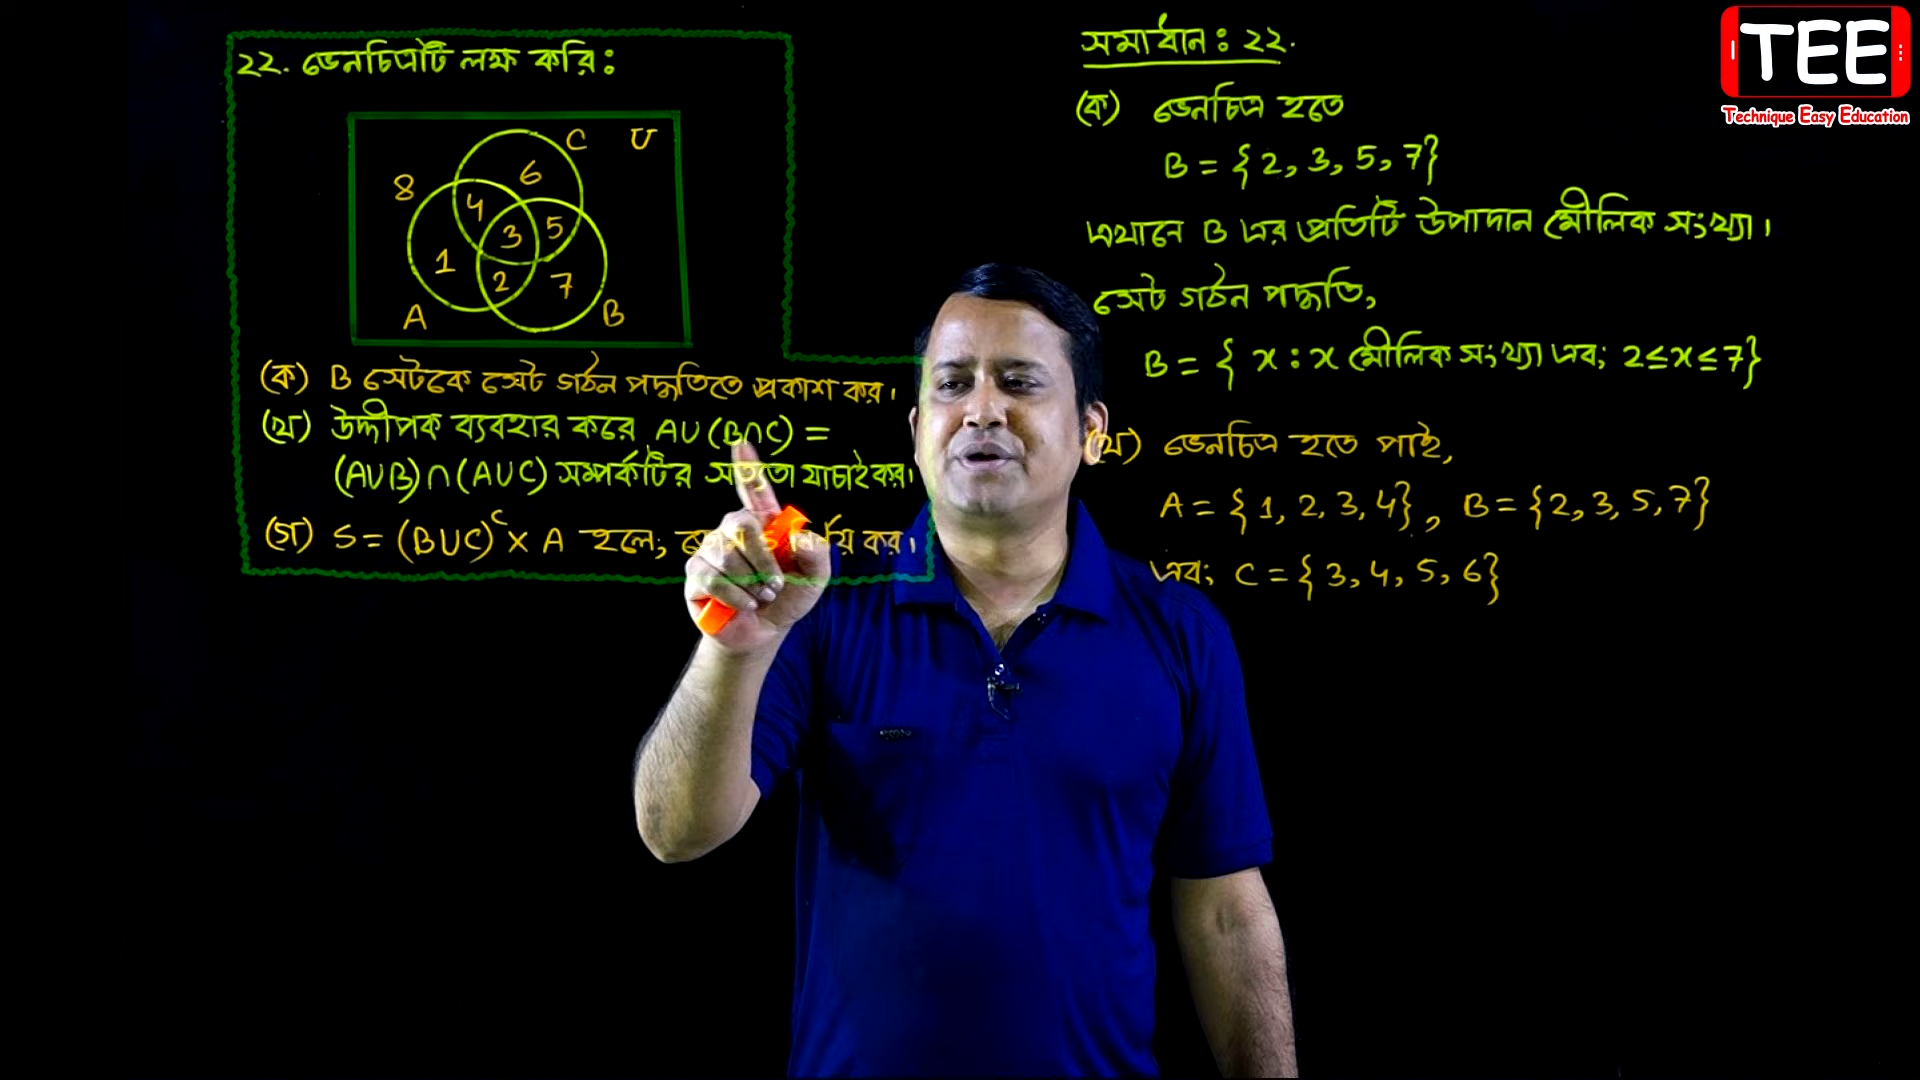 ২২. ভেনচিত্রটি লক্ষ করি :
C
U
8
6
4
3
5
1
2
7
A
B
(ক) B সেটকে সেট গঠন পদ্ধতিতে প্রকাশ কর।
(খ) উদ্দীপক ব্যবহার করে A∪(B∩C) =
(A∪B)∩(A∪C) সম্পর্কটির সত্যতা যাচাই কর।
(গ) S = (B∪C)ᶜ × A হলে, নির্ণয় কর।
সমাধান : ২২.
(ক) ভেনচিত্র হতে
B = {2, 3, 5, 7}
এখানে B এর প্রতিটি উপাদান মৌলিক সংখ্যা।
সেট গঠন পদ্ধতি,
B = { x : x মৌলিক সংখ্যা এবং 2≤x≤7}
(খ) ভেনচিত্র হতে পাই,
A = {1, 2, 3, 4}, B = {2, 3, 5, 7}
এবং C = {3, 4, 5, 6}
TEE
Technique Easy Education